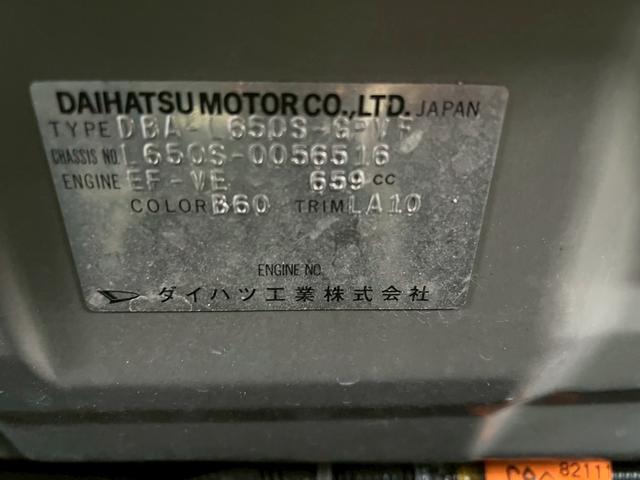 DAIHATSU MOTOR CO.,LTD. JAPAN
TYPE DBA-L650S-GPVF
CHASSIS NO. L650S-0056516
ENGINE EF-VE 659 CC
COLOR B60 TRIM LA10
ENGINE NO.
ダイハツ工業株式会社
82111